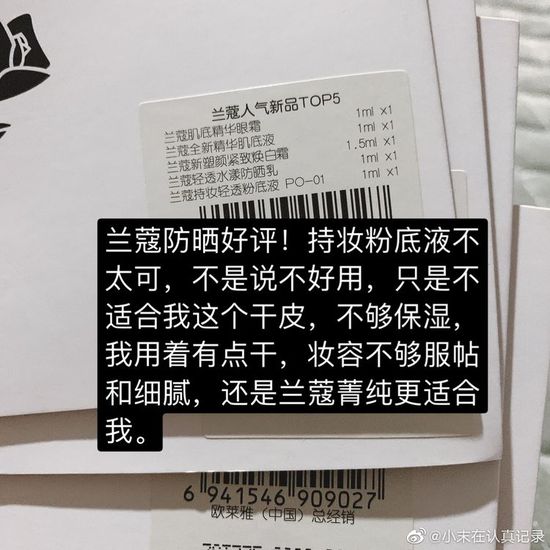 兰蔻人气新品TOP5
兰蔻肌底精华眼霜 1ml x1
兰蔻全新精华肌底液 1ml x1
兰蔻新塑颜紧致焕白霜 1.5ml x1
兰蔻轻透水漾防晒乳 1ml x1
兰蔻持妆轻透粉底液 PO-01 1ml x1
兰蔻防晒好评！持妆粉底液不
太可，不是说不好用，只是不
适合我这个干皮，不够保湿，
我用着有点干，妆容不够服帖
和细腻，还是兰蔻菁纯更适合
我。
6 941546 909027
欧莱雅（中国）总经销
@小未在认真记录